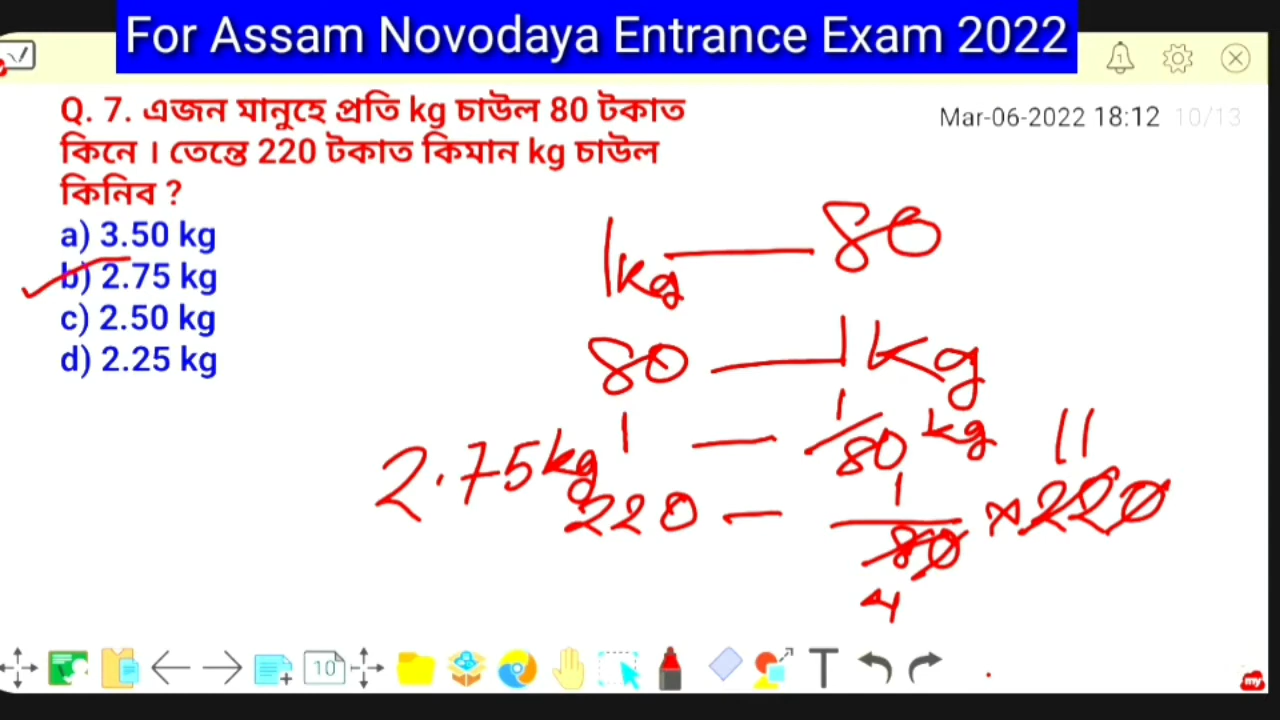 For Assam Novodaya Entrance Exam 2022
Q. 7. এজন মানুহে প্ৰতি kg চাউল 80 টকাত
কিনে । তেন্তে 220 টকাত কিমান kg চাউল
কিনিব ?
a) 3.50 kg
b) 2.75 kg
c) 2.50 kg
d) 2.25 kg
Mar-06-2022 18:12 10/13
1kg — 80
80 — 1kg
1 — 1/80 kg
2.75kg
220 — 1/80 × 220
11
4
10
T
my